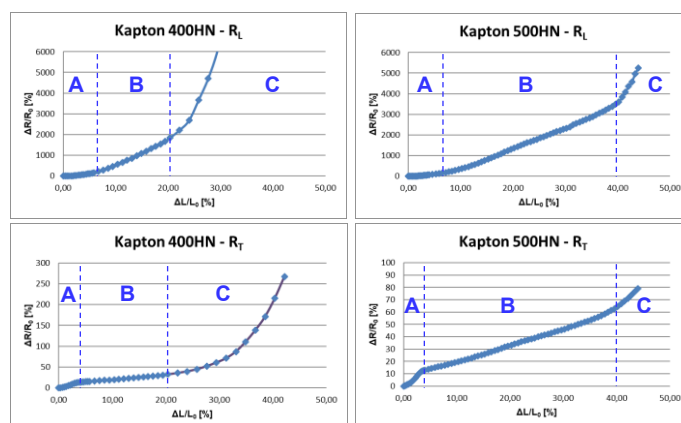 Kapton 400HN - R_L
ΔR/R₀ [%]
6000
5000
4000
3000
2000
1000
0
A
B
C
0,00 10,00 20,00 30,00 40,00 50,00
ΔL/L₀ [%]
Kapton 500HN - R_L
ΔR/R₀ [%]
6000
5000
4000
3000
2000
1000
0
A
B
C
0,00 10,00 20,00 30,00 40,00 50,00
ΔL/L₀ [%]
Kapton 400HN - R_T
ΔR/R₀ [%]
300
250
200
150
100
50
0
A
B
C
0,00 10,00 20,00 30,00 40,00 50,00
ΔL/L₀ [%]
Kapton 500HN - R_T
ΔR/R₀ [%]
100
90
80
70
60
50
40
30
20
10
0
A
B
C
0,00 10,00 20,00 30,00 40,00 50,00
ΔL/L₀ [%]